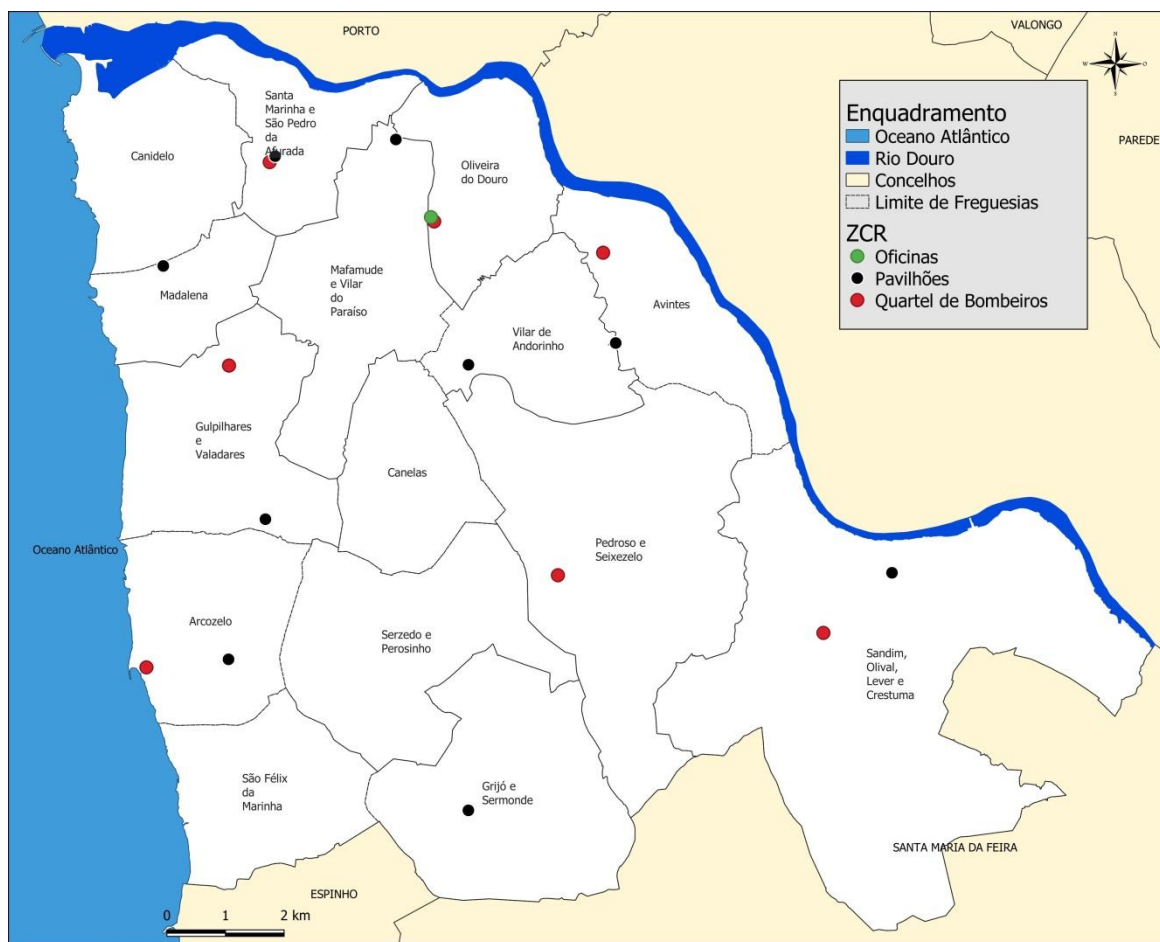 PORTO
VALONGO
N
W
O
S
PAREDE
Enquadramento
Oceano Atlântico
Rio Douro
Concelhos
Limite de Freguesias
ZCR
Oficinas
Pavilhões
Quartel de Bombeiros
Santa
Marinha e
São Pedro
da
Afurada
Canidelo
Oliveira
do Douro
Madalena
Mafamude
e Vilar
do
Paraíso
Avintes
Vilar de
Andorinho
Gulpilhares
e
Valadares
Canelas
Oceano Atlântico
Pedroso e
Seixezelo
Arcozelo
Serzedo e
Perosinho
Sandim,
Olival,
Lever e
Crestuma
São Félix
da
Marinha
Grijó e
Sermonde
SANTA MARIA DA FEIRA
ESPINHO
0 1 2 km